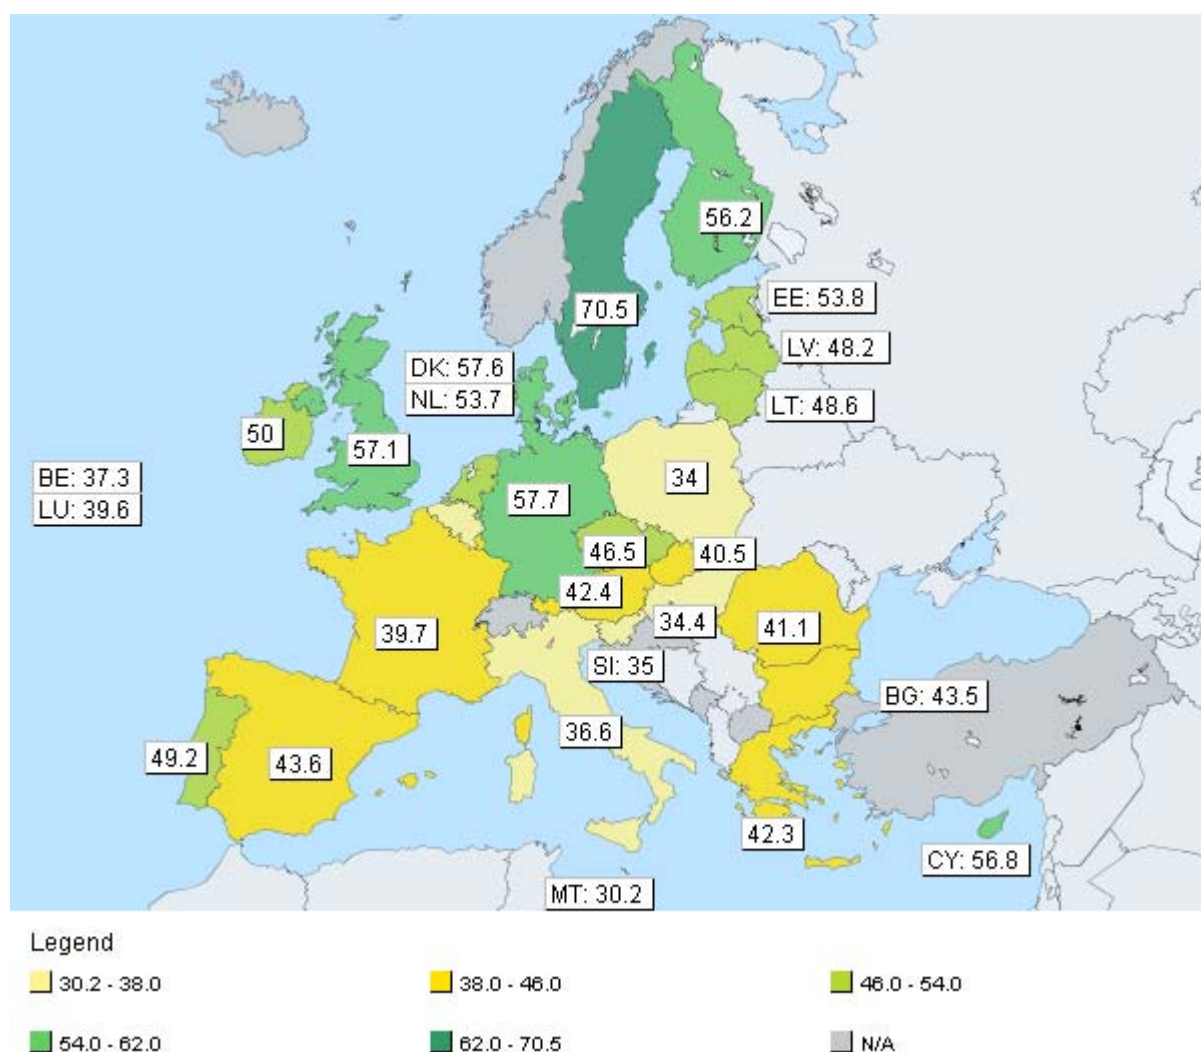 56.2
EE: 53.8
70.5
LV: 48.2
DK: 57.6
NL: 53.7
LT: 48.6
50
57.1
BE: 37.3
LU: 39.6
34
57.7
46.5
40.5
42.4
39.7
34.4
41.1
SI: 35
BG: 43.5
36.6
49.2
43.6
42.3
CY: 56.8
MT: 30.2
Legend
30.2 - 38.0
38.0 - 46.0
46.0 - 54.0
54.0 - 62.0
62.0 - 70.5
N/A